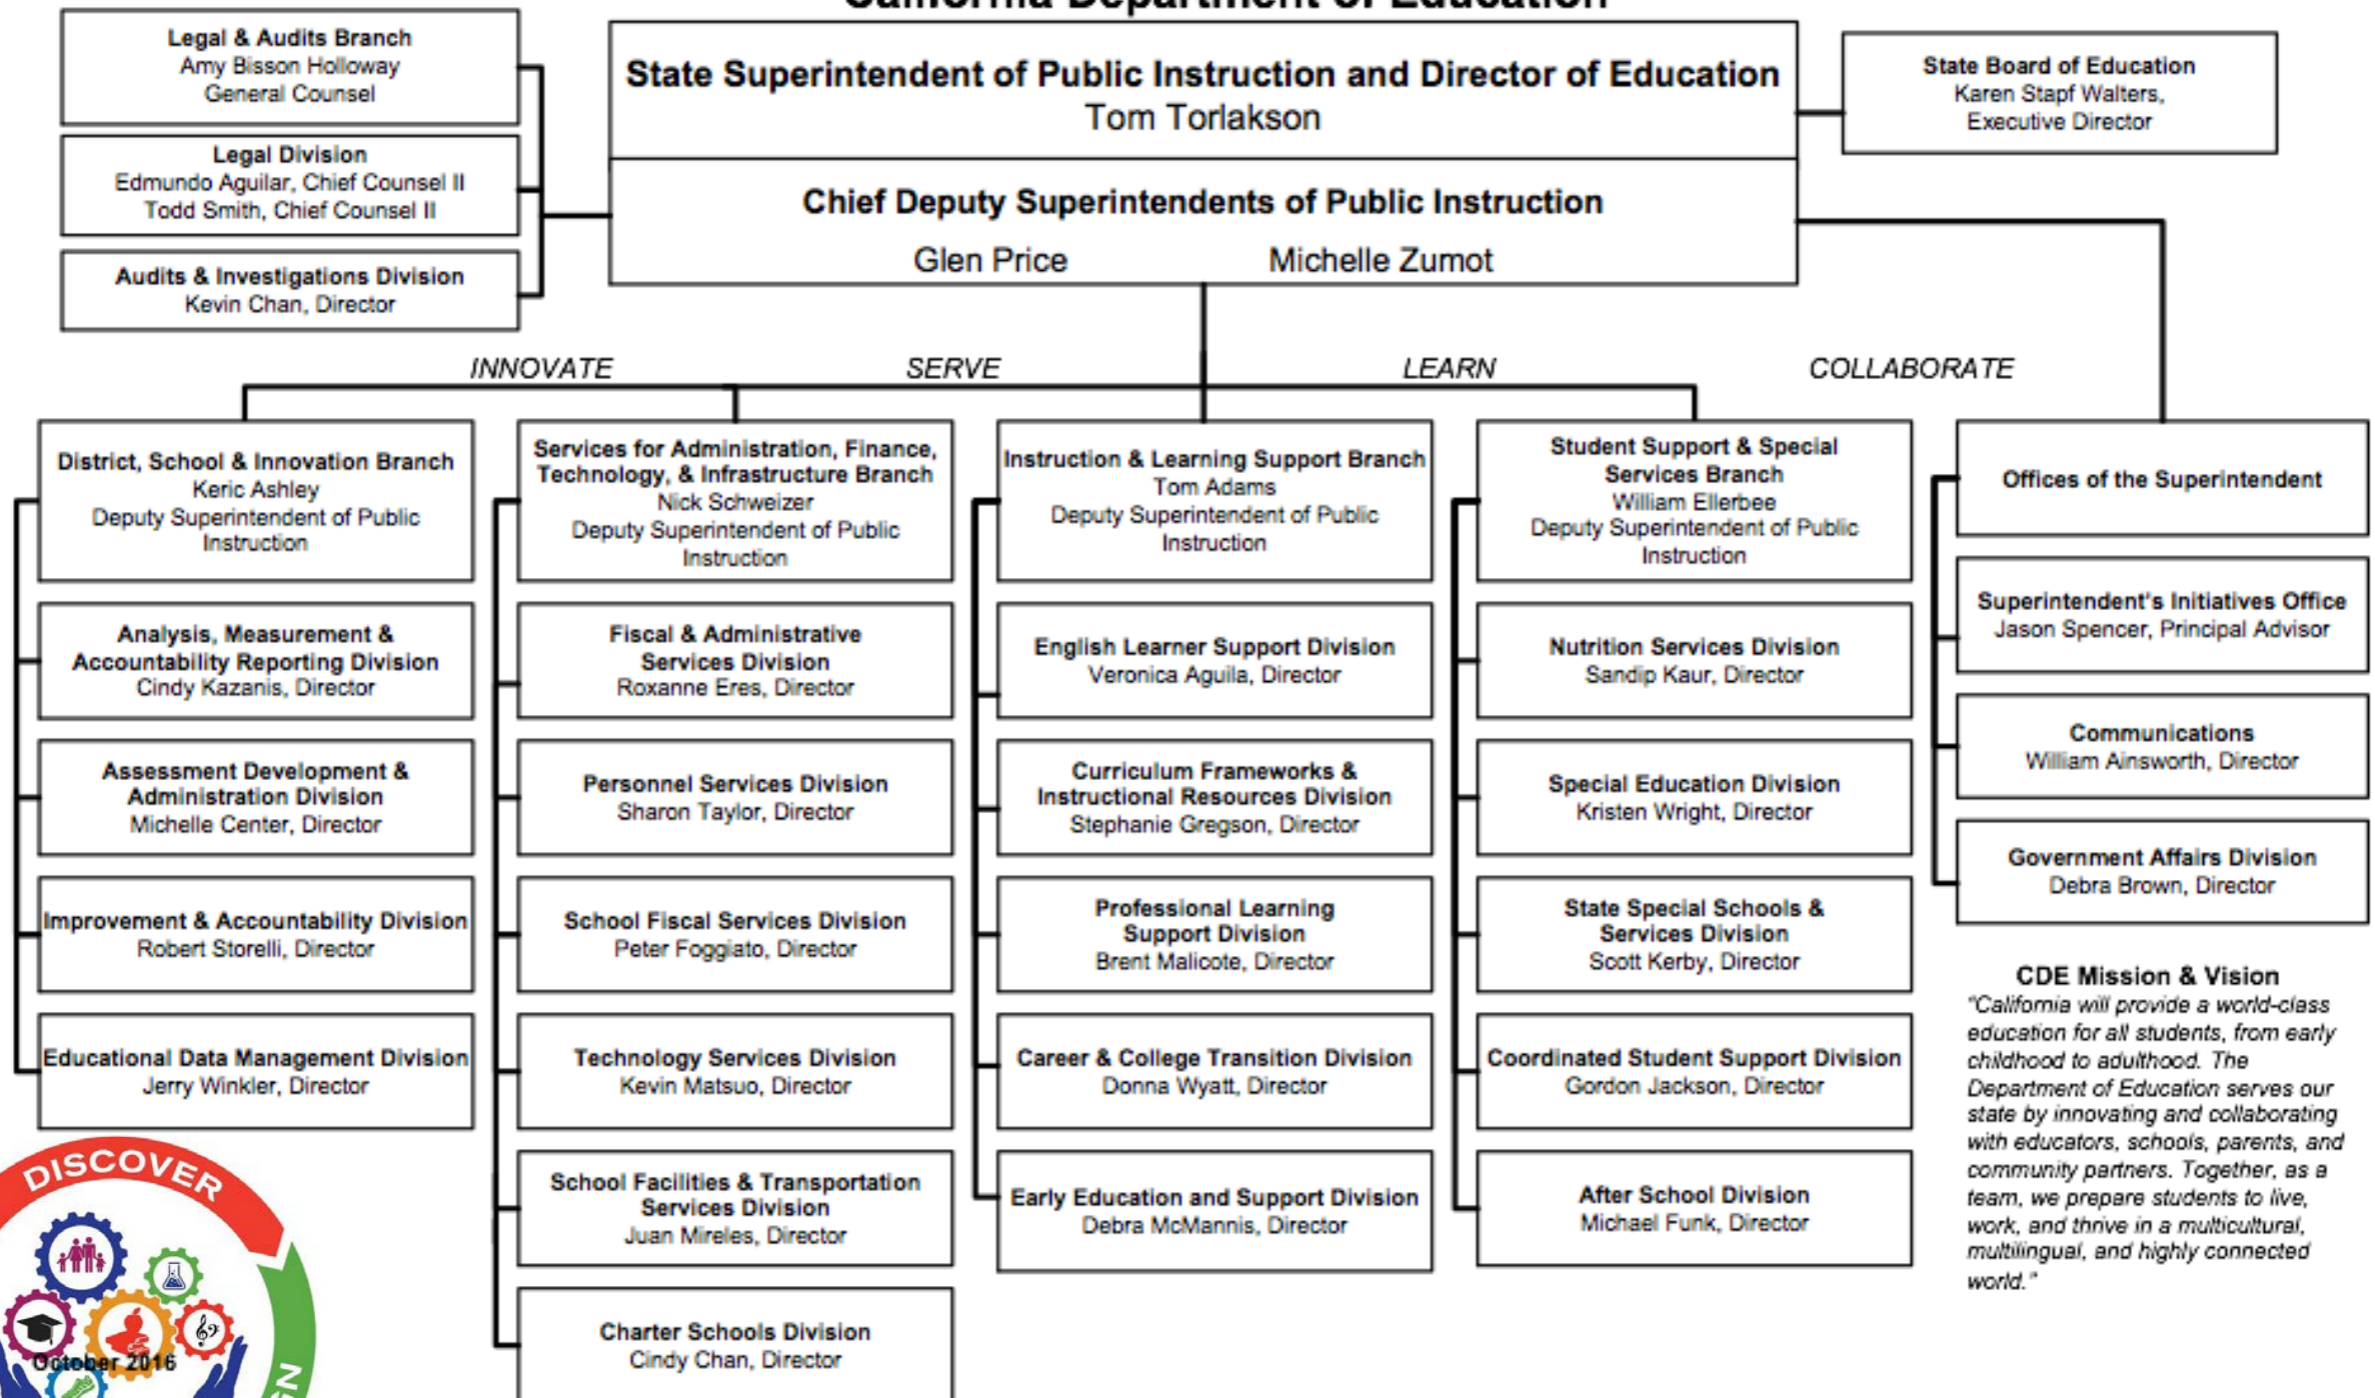 California Department of Education
Legal & Audits Branch
Amy Bisson Holloway
General Counsel
Legal Division
Edmundo Aguilar, Chief Counsel II
Todd Smith, Chief Counsel II
Audits & Investigations Division
Kevin Chan, Director
State Superintendent of Public Instruction and Director of Education
Tom Torlakson
Chief Deputy Superintendents of Public Instruction
Glen Price Michelle Zumot
State Board of Education
Karen Stapf Walters,
Executive Director
INNOVATE SERVE LEARN COLLABORATE
District, School & Innovation Branch
Keric Ashley
Deputy Superintendent of Public
Instruction
Analysis, Measurement &
Accountability Reporting Division
Cindy Kazanis, Director
Assessment Development &
Administration Division
Michelle Center, Director
Improvement & Accountability Division
Robert Storelli, Director
Educational Data Management Division
Jerry Winkler, Director
Services for Administration, Finance,
Technology, & Infrastructure Branch
Nick Schweizer
Deputy Superintendent of Public
Instruction
Fiscal & Administrative
Services Division
Roxanne Eres, Director
Personnel Services Division
Sharon Taylor, Director
School Fiscal Services Division
Peter Foggiato, Director
Technology Services Division
Kevin Matsuo, Director
School Facilities & Transportation
Services Division
Juan Mireles, Director
Charter Schools Division
Cindy Chan, Director
Instruction & Learning Support Branch
Tom Adams
Deputy Superintendent of Public
Instruction
English Learner Support Division
Veronica Aguila, Director
Curriculum Frameworks &
Instructional Resources Division
Stephanie Gregson, Director
Professional Learning
Support Division
Brent Malicote, Director
Career & College Transition Division
Donna Wyatt, Director
Early Education and Support Division
Debra McMannis, Director
Student Support & Special
Services Branch
William Ellerbee
Deputy Superintendent of Public
Instruction
Nutrition Services Division
Sandip Kaur, Director
Special Education Division
Kristen Wright, Director
State Special Schools &
Services Division
Scott Kerby, Director
Coordinated Student Support Division
Gordon Jackson, Director
After School Division
Michael Funk, Director
Offices of the Superintendent
Superintendent's Initiatives Office
Jason Spencer, Principal Advisor
Communications
William Ainsworth, Director
Government Affairs Division
Debra Brown, Director
CDE Mission & Vision
"California will provide a world-class
education for all students, from early
childhood to adulthood. The
Department of Education serves our
state by innovating and collaborating
with educators, schools, parents, and
community partners. Together, as a
team, we prepare students to live,
work, and thrive in a multicultural,
multilingual, and highly connected
world."
DISCOVER
October 2016